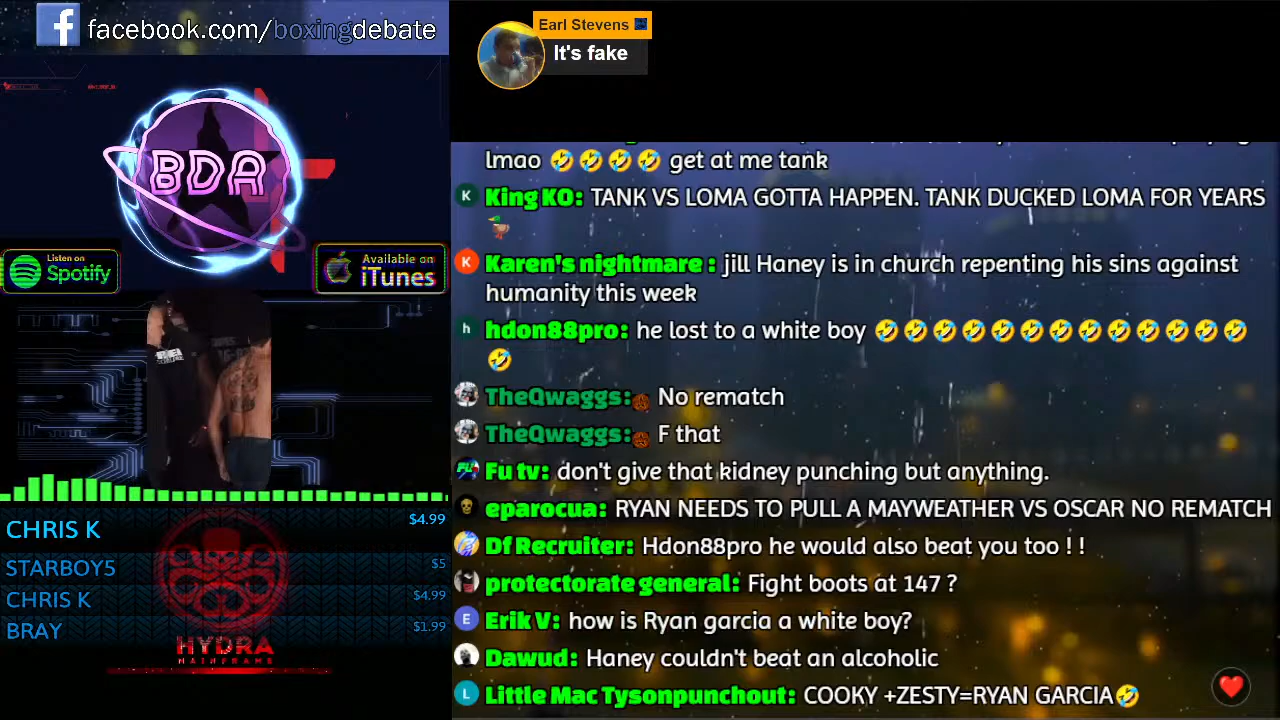 facebook.com/boxingdebate
BDA
Listen on
Spotify
Available on
iTunes
CHRIS K $4.99
STARBOY5 $5
CHRIS K $4.99
BRAY $1.99
HYDRA
MAINFRAME
Earl Stevens
It's fake
lmao 🤣🤣🤣🤣 get at me tank
K King KO: TANK VS LOMA GOTTA HAPPEN. TANK DUCKED LOMA FOR YEARS
🦆
K Karen's nightmare : jill Haney is in church repenting his sins against
humanity this week
h hdon88pro: he lost to a white boy 🤣🤣🤣🤣🤣🤣🤣🤣🤣🤣🤣🤣🤣
🤣
TheQwaggs: No rematch
TheQwaggs: F that
FU Fu tv: don't give that kidney punching but anything.
eparocua: RYAN NEEDS TO PULL A MAYWEATHER VS OSCAR NO REMATCH
Df Recruiter: Hdon88pro he would also beat you too ! !
protectorate general: Fight boots at 147 ?
E Erik V: how is Ryan garcia a white boy?
Dawud: Haney couldn't beat an alcoholic
L Little Mac Tysonpunchout: COOKY +ZESTY=RYAN GARCIA🤣